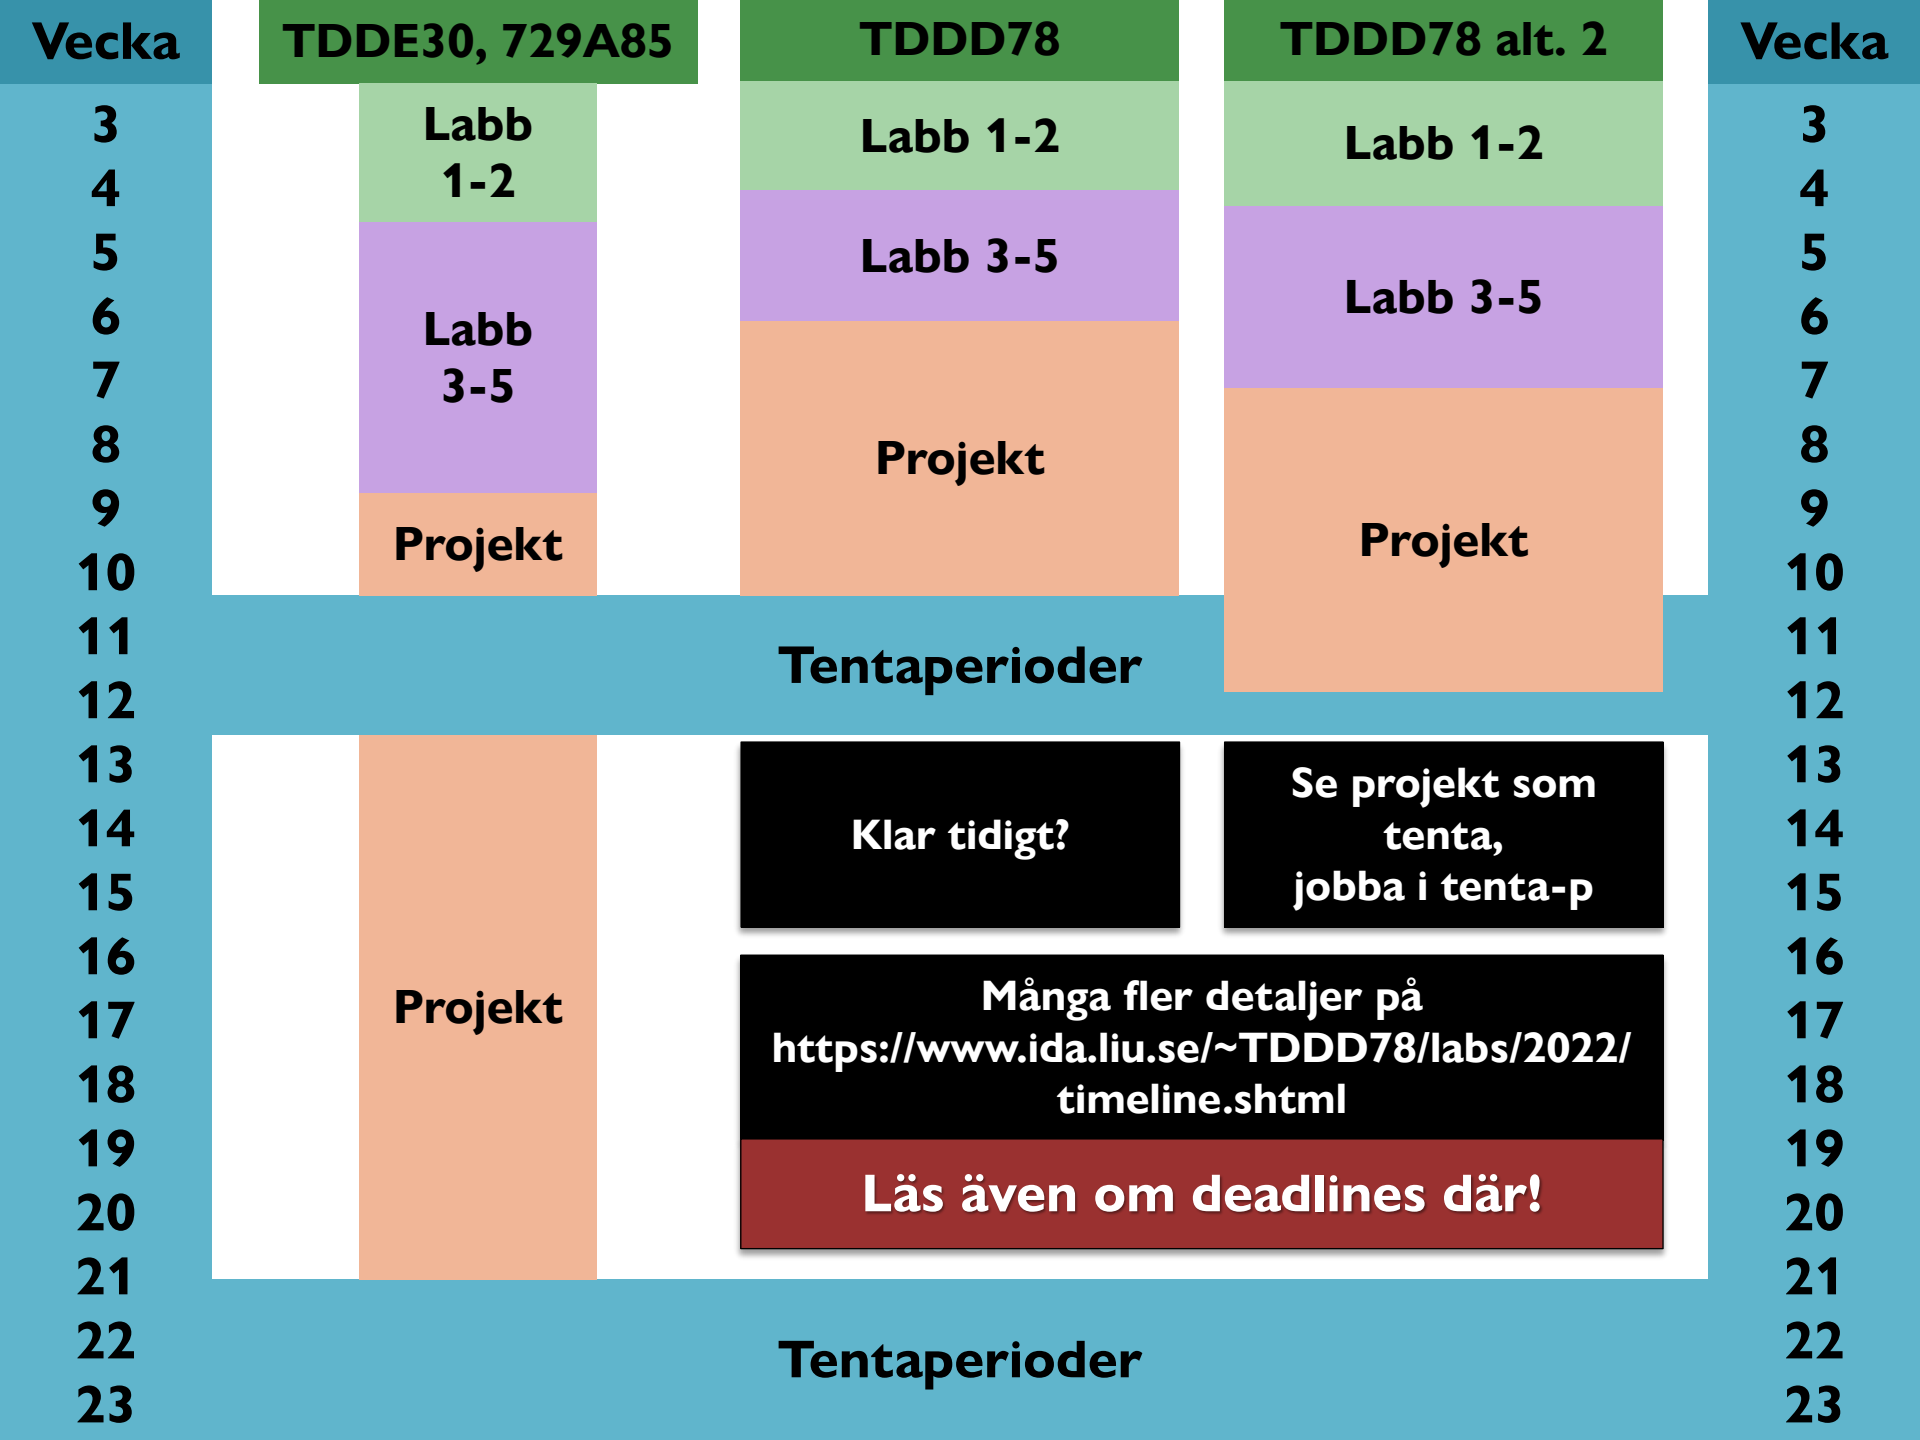 Vecka
TDDE30, 729A85
TDDD78
TDDD78 alt. 2
Vecka
3
4
5
6
7
8
9
10
11
12
13
14
15
16
17
18
19
20
21
22
23
Labb
1-2
Labb
3-5
Projekt
Labb 1-2
Labb 3-5
Projekt
Labb 1-2
Labb 3-5
Projekt
Tentaperioder
Projekt
Klar tidigt?
Se projekt som
tenta,
jobba i tenta-p
Många fler detaljer på
https://www.ida.liu.se/~TDDD78/labs/2022/
timeline.shtml
Läs även om deadlines där!
Tentaperioder
3
4
5
6
7
8
9
10
11
12
13
14
15
16
17
18
19
20
21
22
23